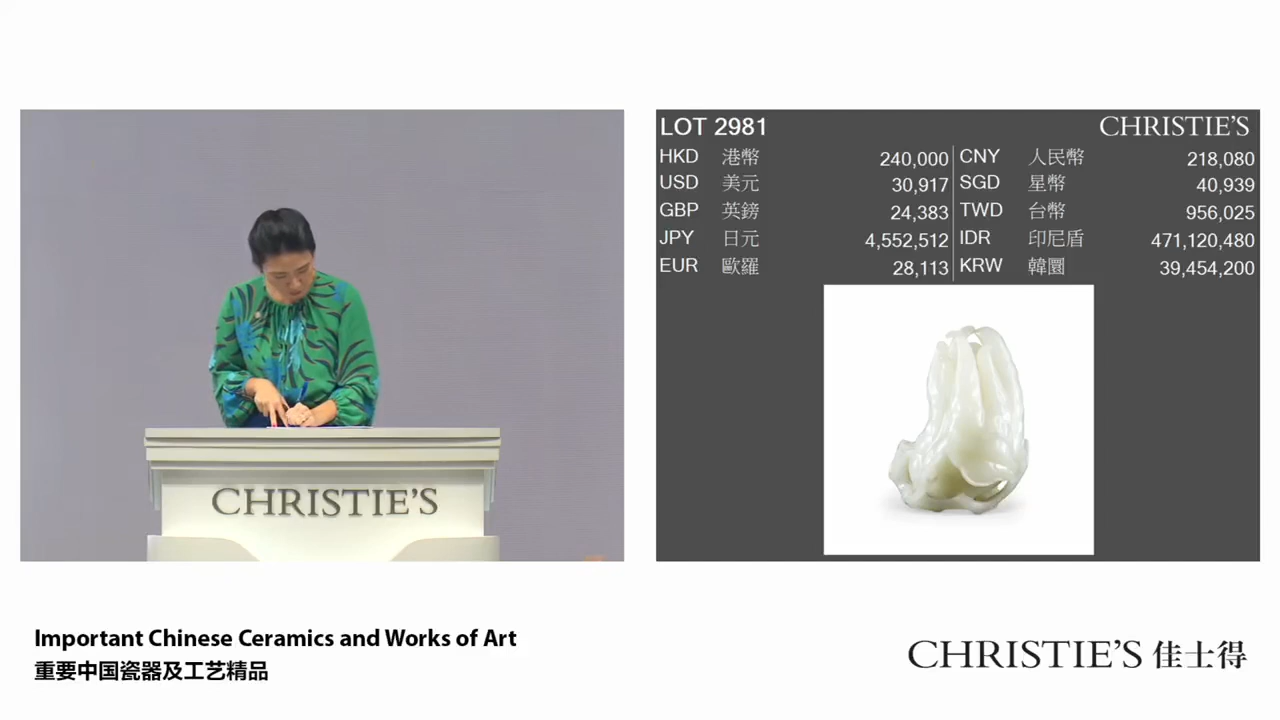 CHRISTIE'S
LOT 2981 CHRISTIE'S
HKD 港幣 240,000 CNY 人民幣 218,080
USD 美元 30,917 SGD 星幣 40,939
GBP 英鎊 24,383 TWD 台幣 956,025
JPY 日元 4,552,512 IDR 印尼盾 471,120,480
EUR 歐羅 28,113 KRW 韓圜 39,454,200
Important Chinese Ceramics and Works of Art
重要中国瓷器及工艺精品
CHRISTIE'S 佳士得